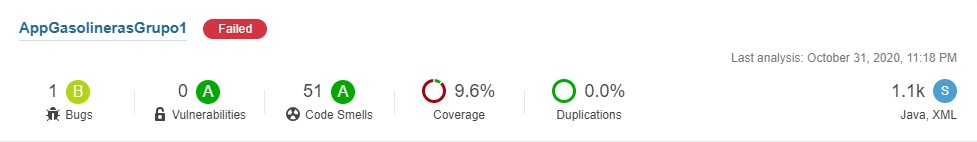 AppGasolinerasGrupo1 Failed
Last analysis: October 31, 2020, 11:18 PM
1 B 0 A 51 A 9.6% 0.0% 1.1k S
Bugs Vulnerabilities Code Smells Coverage Duplications Java, XML